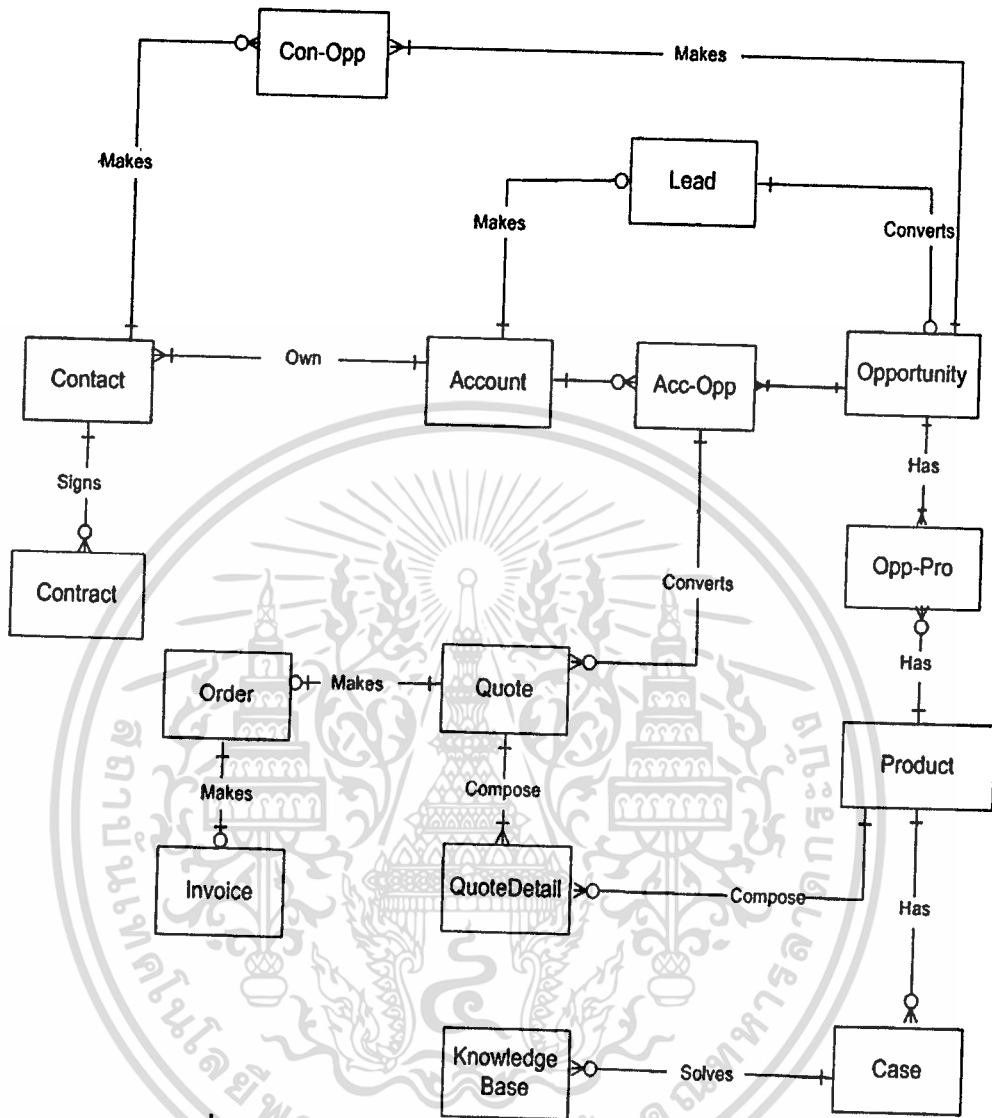 Con-Opp
Makes
Makes
Lead
Makes
Converts
Contact
Own
Account
Acc-Opp
Opportunity
Signs
Has
Contract
Converts
Opp-Pro
Order
Makes
Quote
Has
Makes
Compose
Product
Invoice
QuoteDetail
Compose
Has
Knowledge
Base
Solves
Case